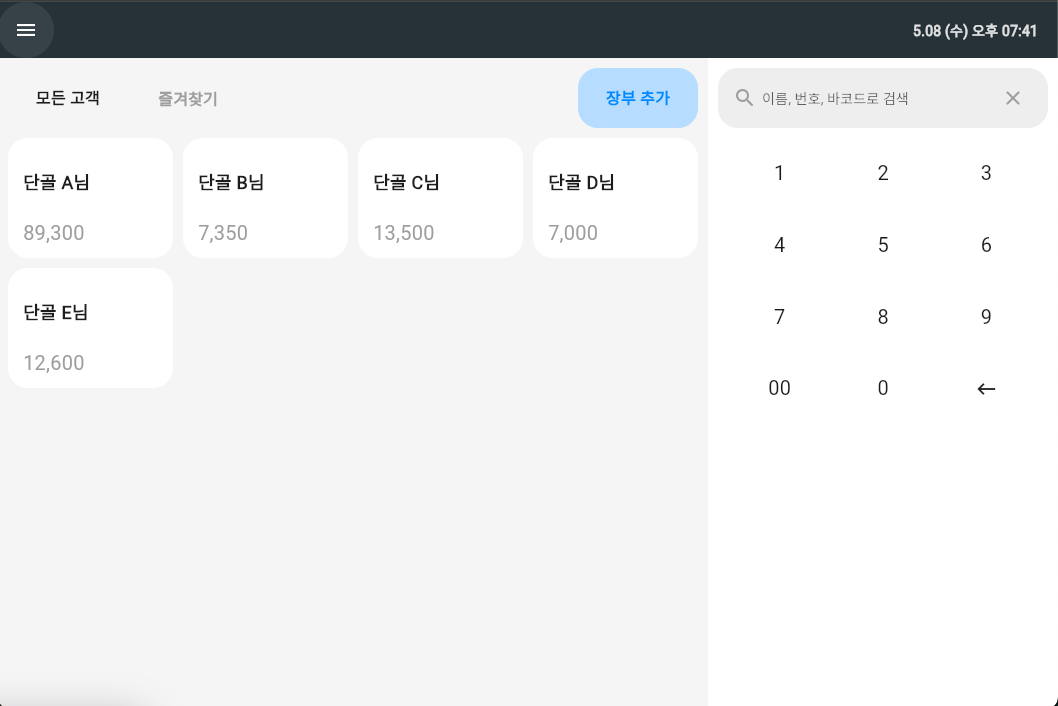 5.08 (수) 오후 07:41
모든 고객
즐겨찾기
장부 추가
단골 A님
89,300
단골 B님
7,350
단골 C님
13,500
단골 D님
7,000
단골 E님
12,600
이름, 번호, 바코드로 검색
1 2 3
4 5 6
7 8 9
00 0 ←